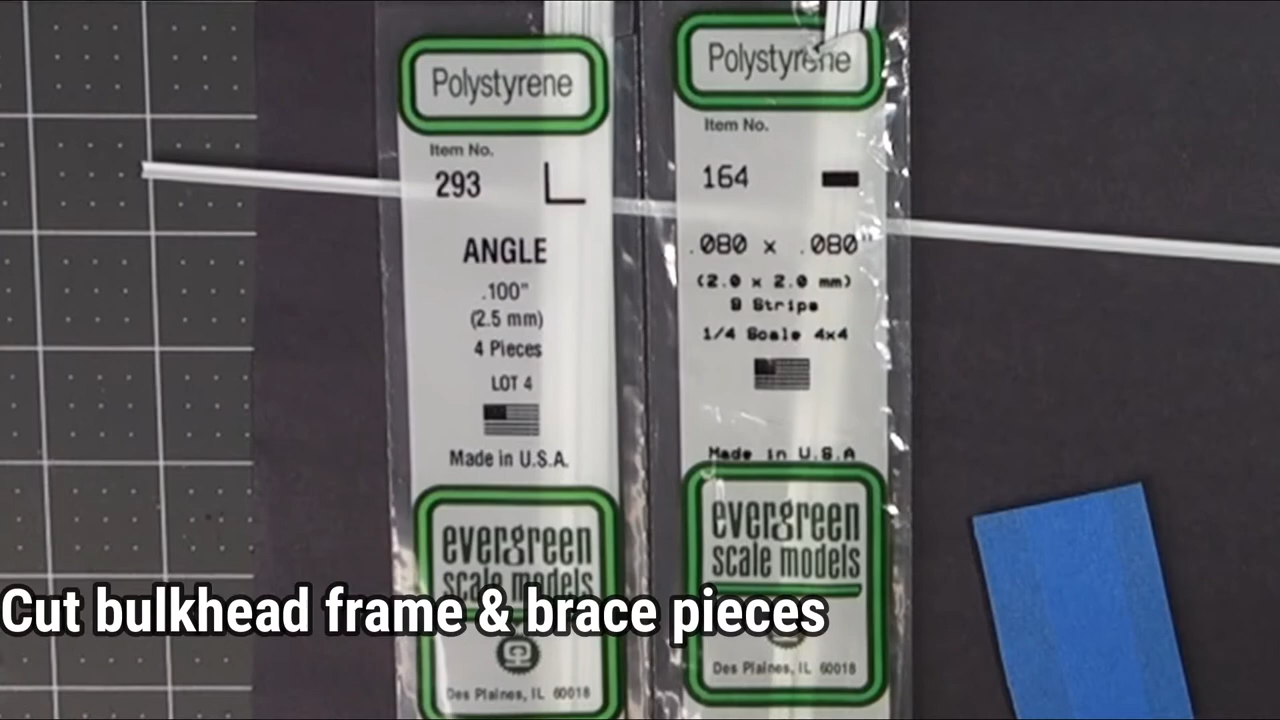 Polystyrene
Item No.
293
ANGLE
.100"
(2.5 mm)
4 Pieces
LOT 4
Made in U.S.A.
evergreen
scale models
Des Plaines, IL 60018
Polystyrene
Item No.
164
.080 x .080"
(2.0 x 2.0 mm)
8 Strips
1/4 Scale 4x4
Made in U.S.A
evergreen
scale models
Des Plaines, IL 60018
Cut bulkhead frame & brace pieces